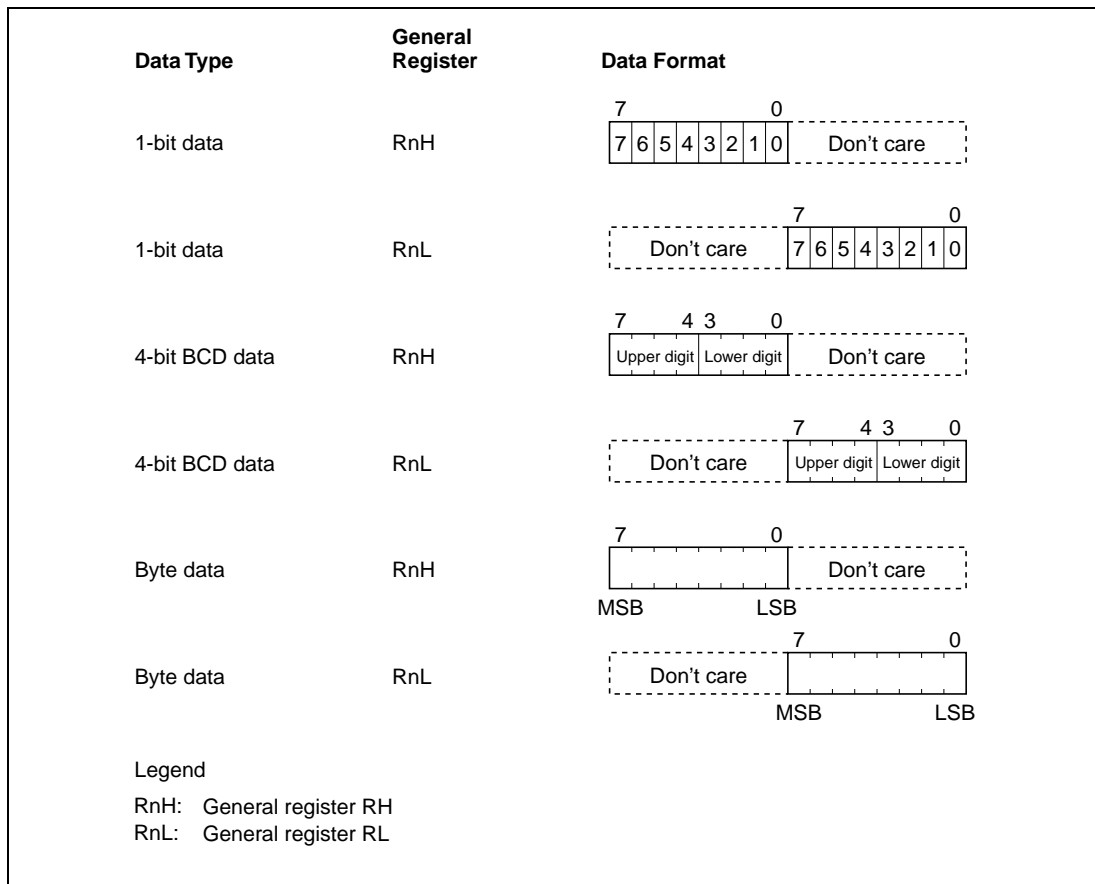 General
Data Type Register Data Format
7 0
1-bit data RnH 7 6 5 4 3 2 1 0 Don't care
7 0
1-bit data RnL Don't care 7 6 5 4 3 2 1 0
7 4 3 0
4-bit BCD data RnH Upper digit Lower digit Don't care
7 4 3 0
4-bit BCD data RnL Don't care Upper digit Lower digit
7 0
Byte data RnH Don't care
MSB LSB
7 0
Byte data RnL Don't care
MSB LSB
Legend
RnH: General register RH
RnL: General register RL